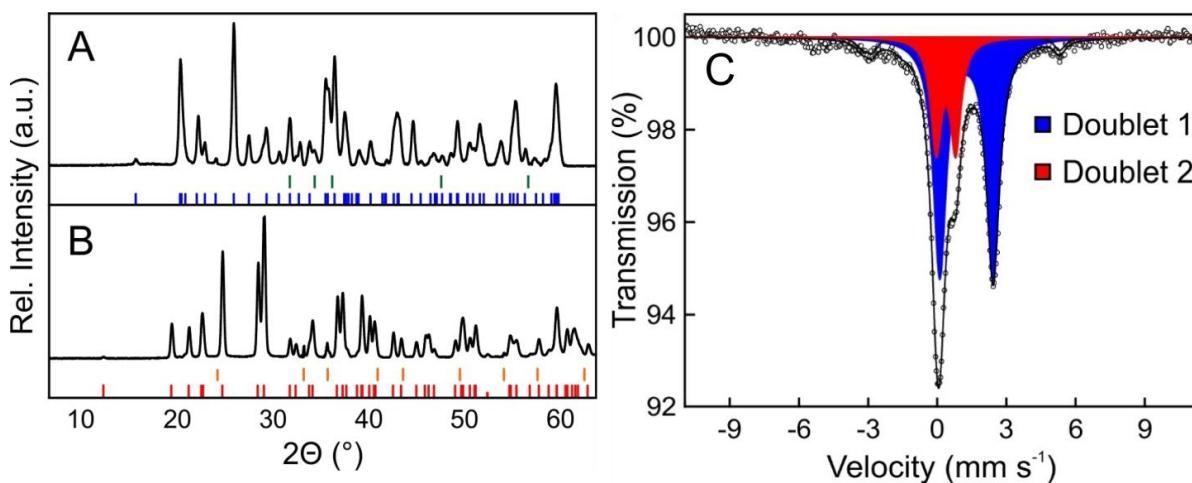 A
B
Rel. Intensity (a.u.)
10 20 30 40 50 60
2Θ (°)
C
100
98
96
94
92
Transmission (%)
Doublet 1
Doublet 2
-9 -6 -3 0 3 6 9
Velocity (mm s⁻¹)